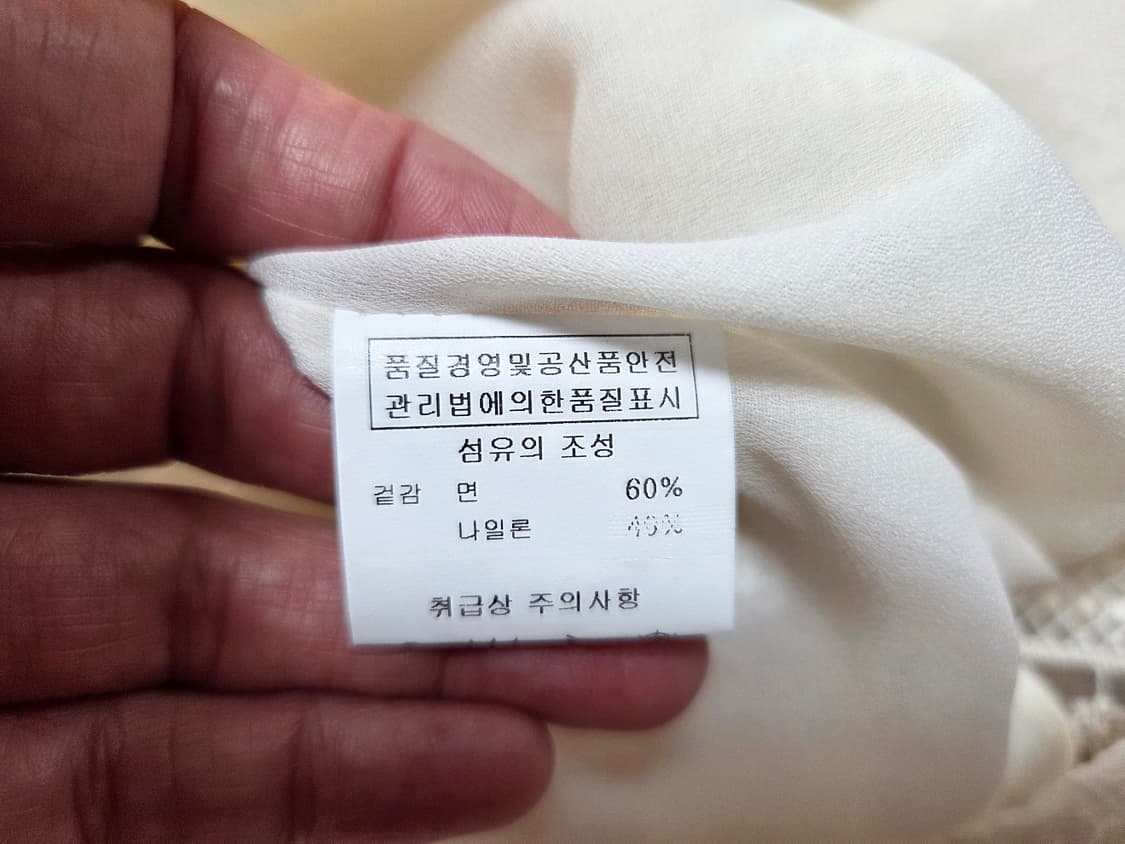 품질경영및공산품안전
관리법에의한품질표시
섬유의 조성
겉감 면 60%
나일론 40%
취급상 주의사항